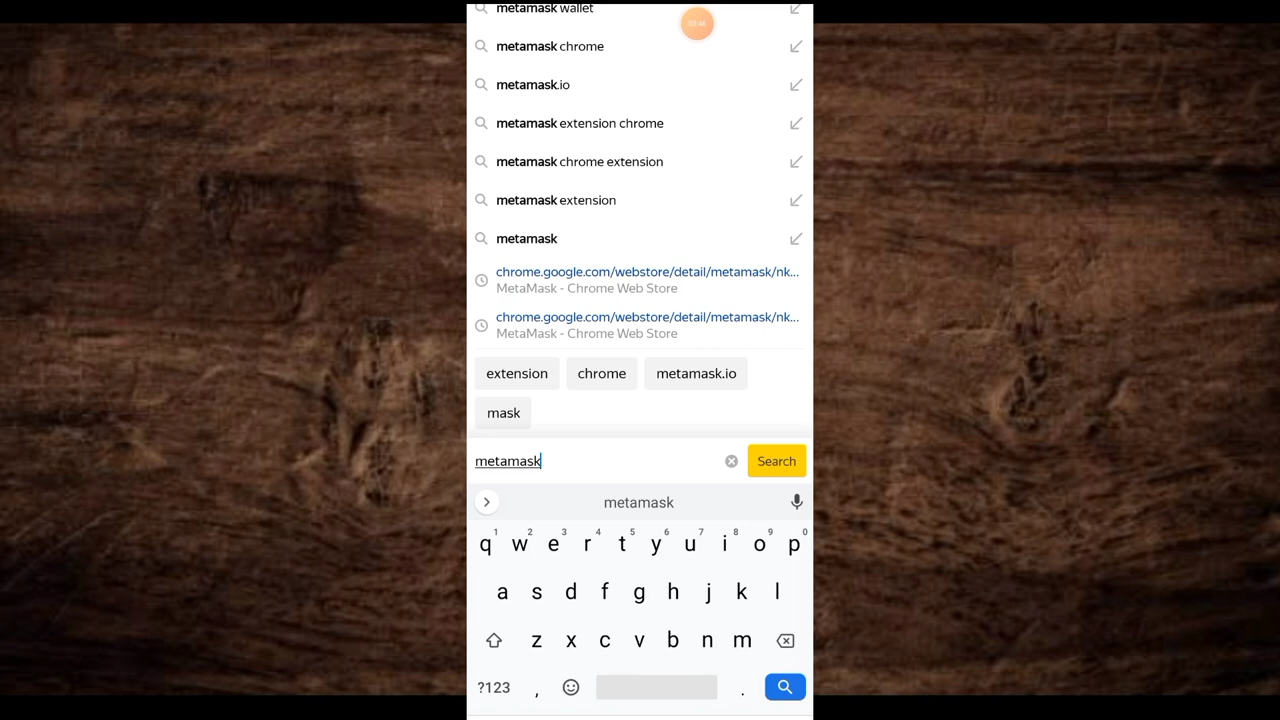 metamask wallet
03:46
metamask chrome
metamask.io
metamask extension chrome
metamask chrome extension
metamask extension
metamask
chrome.google.com/webstore/detail/metamask/nk...
MetaMask - Chrome Web Store
chrome.google.com/webstore/detail/metamask/nk...
MetaMask - Chrome Web Store
extension chrome metamask.io
mask
metamask Search
metamask
1 2 3 4 5 6 7 8 9 0
q w e r t y u i o p
a s d f g h j k l
z x c v b n m
?123 , .